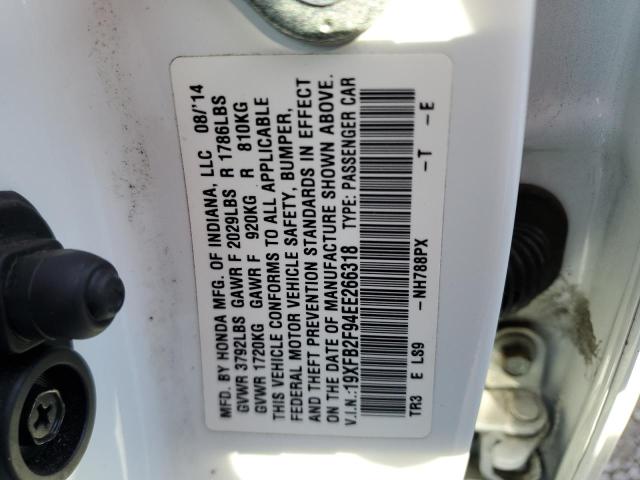 MFD. BY HONDA MFG. OF INDIANA, LLC 08/'14
GVWR 3792LBS GAWR F 2029LBS R 1786LBS
GVWR 1720KG GAWR F 920KG R 810KG
THIS VEHICLE CONFORMS TO ALL APPLICABLE
FEDERAL MOTOR VEHICLE SAFETY, BUMPER,
AND THEFT PREVENTION STANDARDS IN EFFECT
ON THE DATE OF MANUFACTURE SHOWN ABOVE.
V.I.N.:19XFB2F94EE266318 TYPE: PASSENGER CAR
TR3 E LS9 -NH788PX -T -E